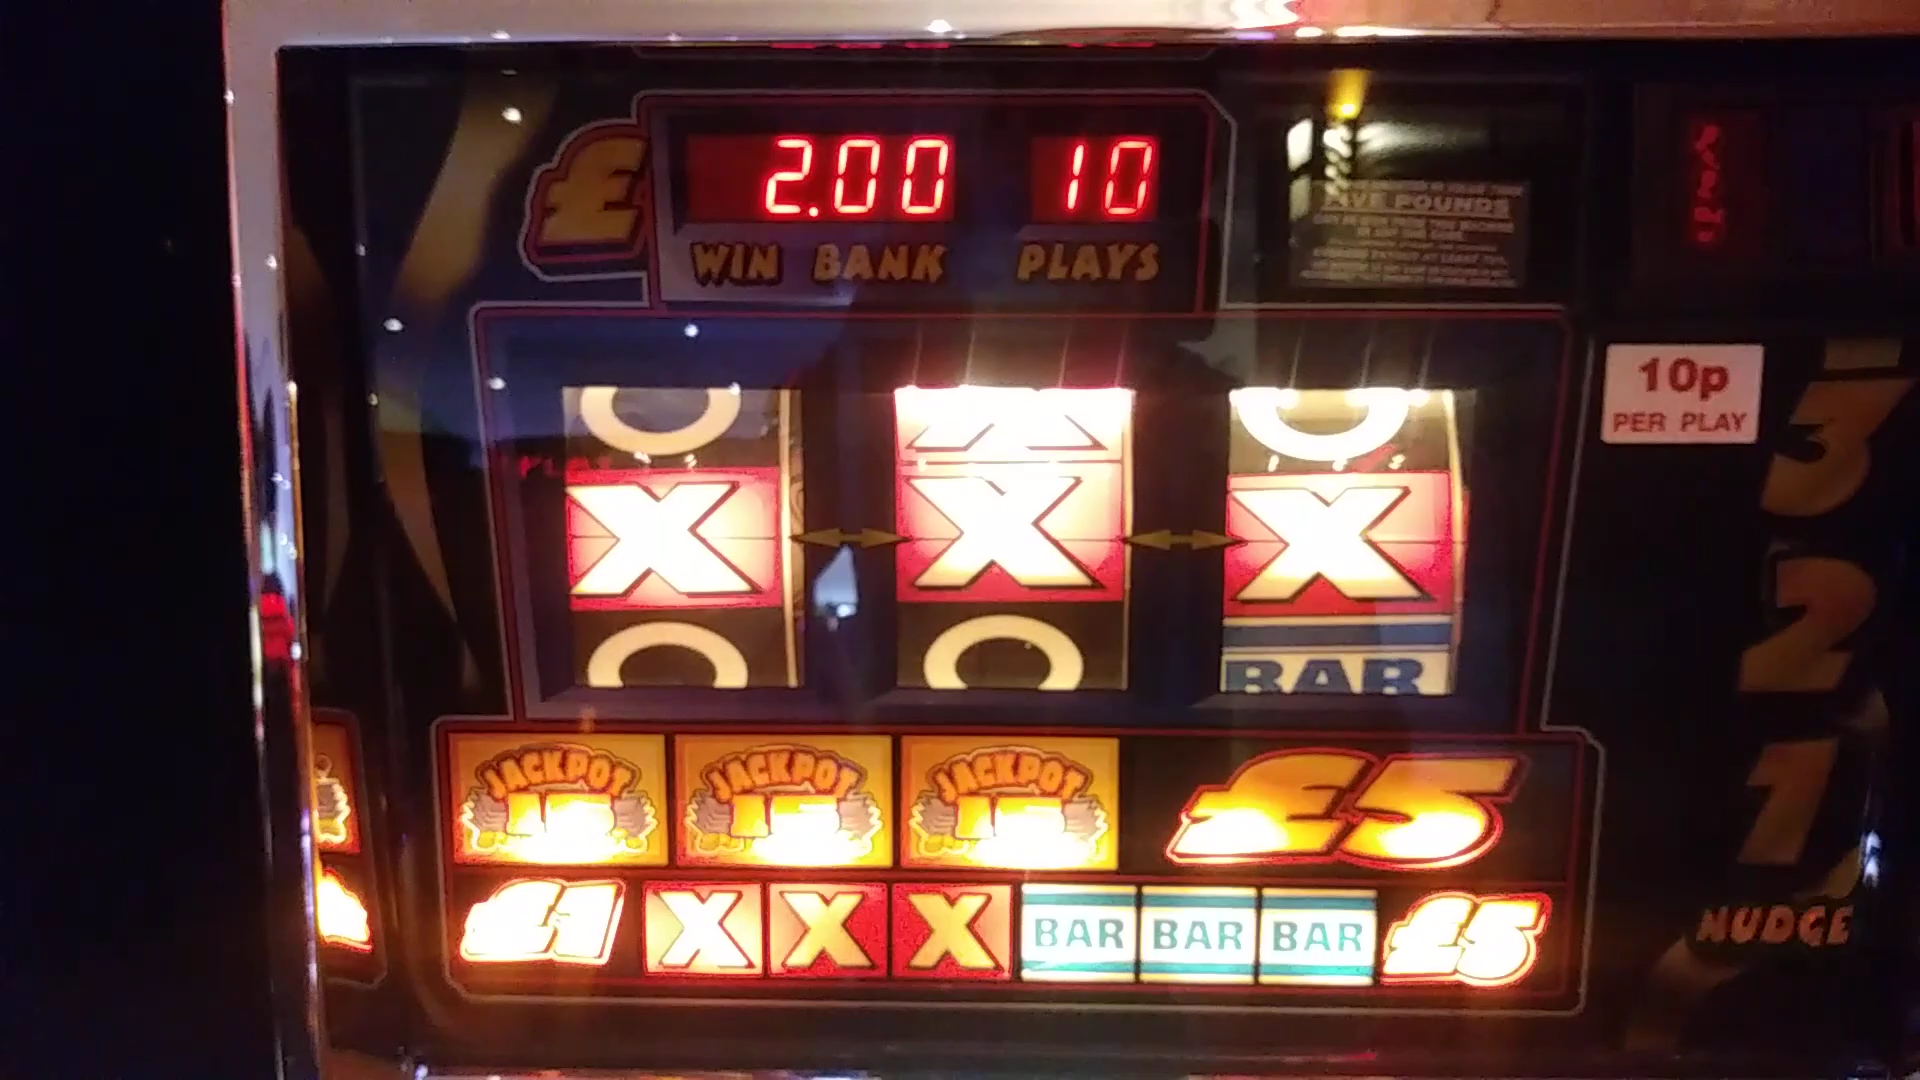 2.00 10
£ WIN BANK PLAYS
FIVE POUNDS
10p
PER PLAY
3
X X X
2
BAR
JACKPOT JACKPOT JACKPOT £5
1
£1 X X X BAR BAR BAR £5
NUDGE